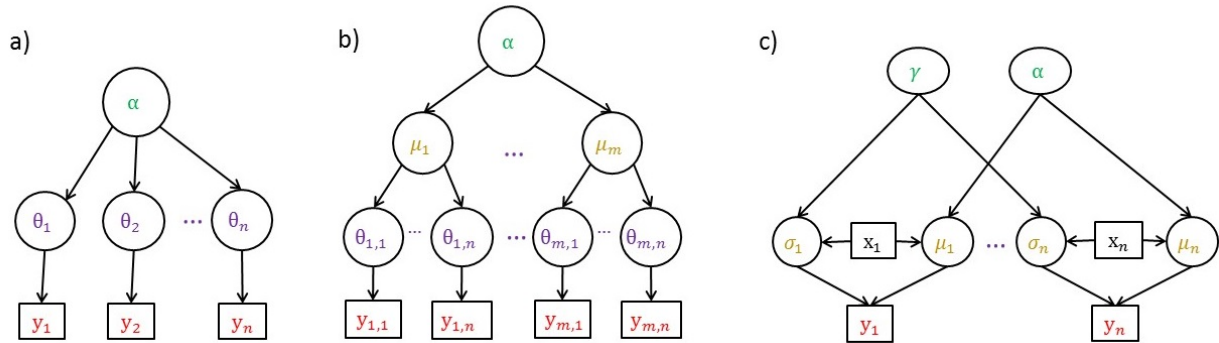 a)
α
θ1 θ2 ... θn
y1 y2 yn
b)
α
μ1 ... μm
θ1,1 ... θ1,n ... θm,1 ... θm,n
y1,1 y1,n ym,1 ym,n
c)
γ α
σ1 x1 μ1 ... σn xn μn
y1 yn